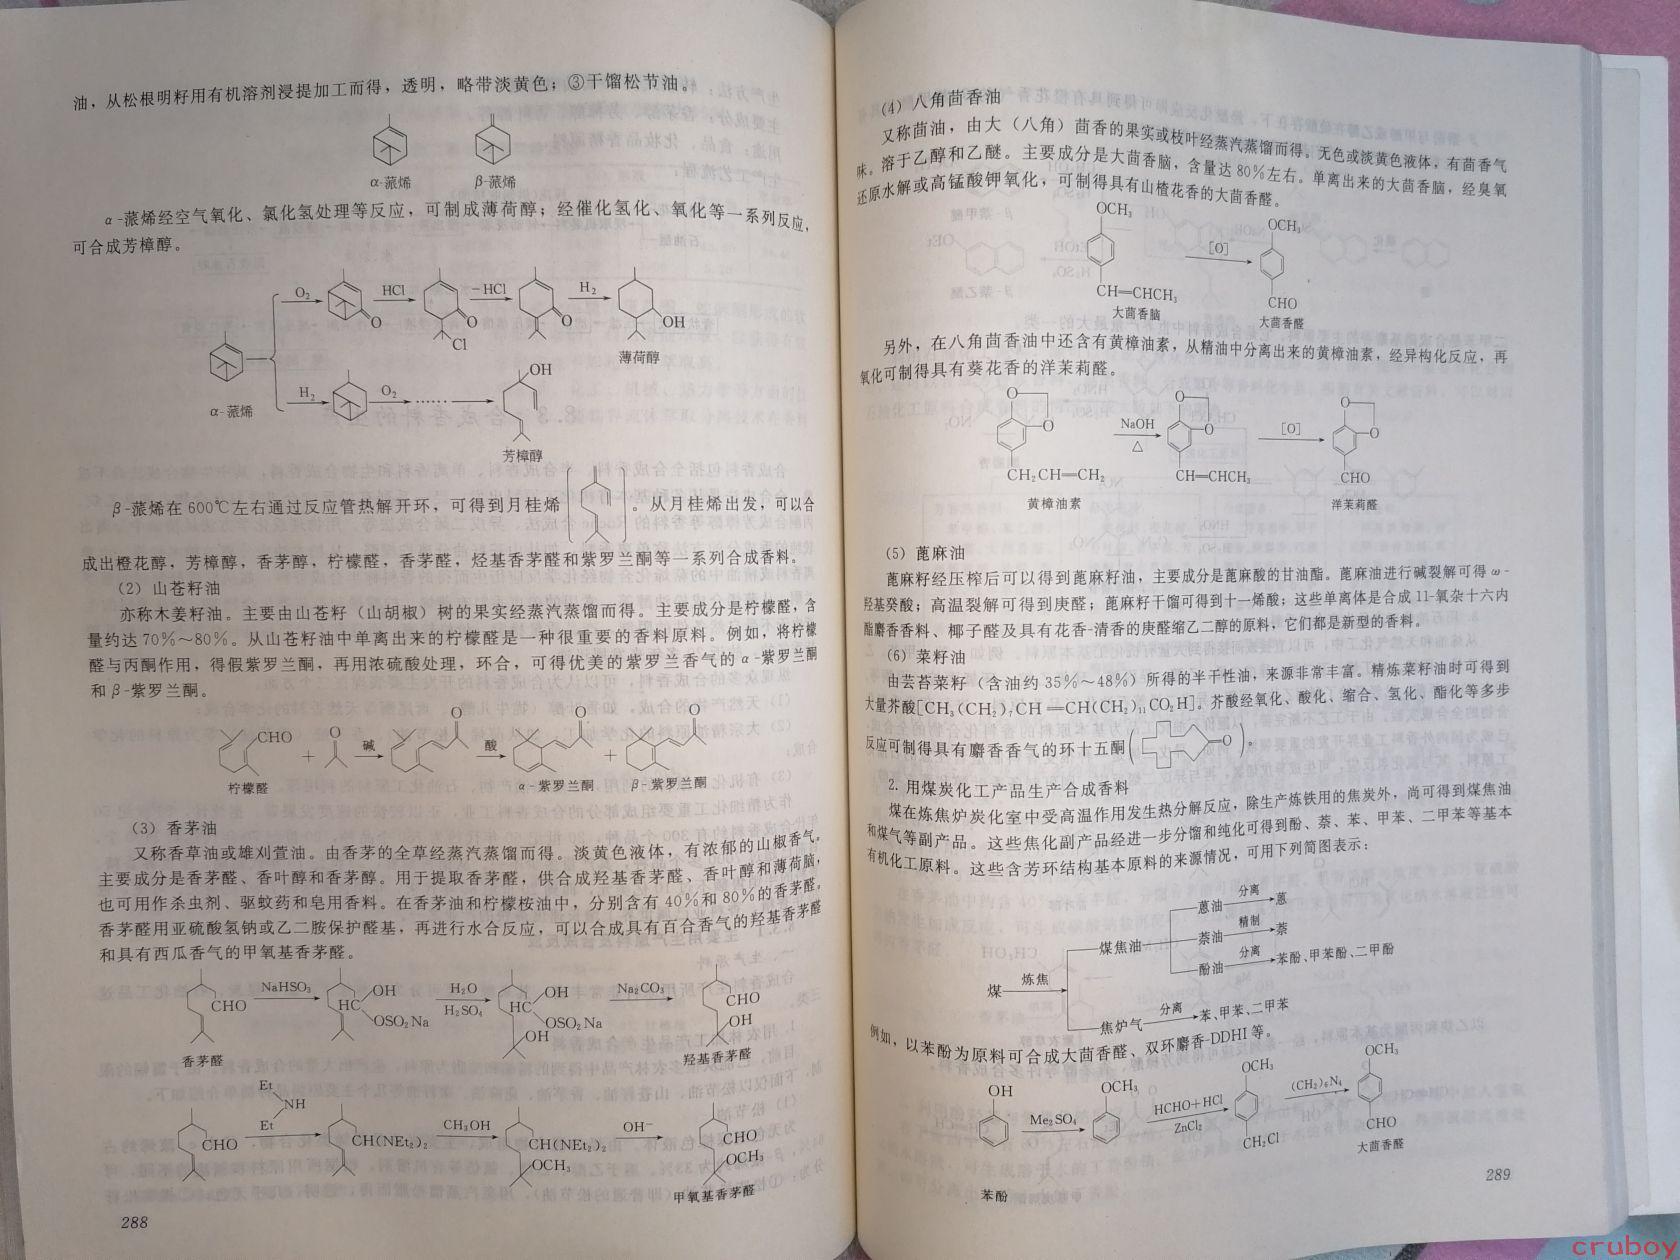 油，从松根明籽用有机溶剂浸提加工而得，透明，略带淡黄色；③干馏松节油。
α-蒎烯 β-蒎烯
α-蒎烯经空气氧化、氯化氢处理等反应，可制成薄荷醇；经催化氢化、氧化等一系列反应，
可合成芳樟醇。
O₂ HCl －HCl H₂
O O O OH
Cl
薄荷醇
α-蒎烯
H₂ O₂ …… OH
芳樟醇
β-蒎烯在600℃左右通过反应管热解开环，可得到月桂烯 。从月桂烯出发，可以合
成出橙花醇，芳樟醇，香茅醇，柠檬醛，香茅醛，烃基香茅醛和紫罗兰酮等一系列合成香料。
（2）山苍籽油
亦称木姜籽油。主要由山苍籽（山胡椒）树的果实经蒸汽蒸馏而得。主要成分是柠檬醛，含
量约达70%～80%。从山苍籽油中单离出来的柠檬醛是一种很重要的香料原料。例如，将柠檬
醛与丙酮作用，得假紫罗兰酮，再用浓硫酸处理，环合，可得优美的紫罗兰香气的α-紫罗兰酮
和β-紫罗兰酮。
CHO + O 碱 O 酸 O + O
柠檬醛 α-紫罗兰酮 β-紫罗兰酮
（3）香茅油
又称香草油或雄刈萱油。由香茅的全草经蒸汽蒸馏而得。淡黄色液体，有浓郁的山椒香气。
主要成分是香茅醛、香叶醇和香茅醇。用于提取香茅醛，供合成羟基香茅醛、香叶醇和薄荷脑，
也可用作杀虫剂、驱蚊药和皂用香料。在香茅油和柠檬桉油中，分别含有40%和80%的香茅醛。
香茅醛用亚硫酸氢钠或乙二胺保护醛基，再进行水合反应，可以合成具有百合香气的羟基香茅醛
和具有西瓜香气的甲氧基香茅醛。
CHO NaHSO₃ HC OH OSO₂Na H₂O H₂SO₄ HC OH OSO₂Na OH Na₂CO₃ CHO OH
香茅醛 羟基香茅醛
CHO Et NH Et CH(NEt₂)₂ CH₃OH CH(NEt₂)₂ OCH₃ OH⁻ CHO OCH₃
甲氧基香茅醛
288
（4）八角茴香油
又称茴油，由大（八角）茴香的果实或枝叶经蒸汽蒸馏而得。无色或淡黄色液体，有茴香气
味。溶于乙醇和乙醚。主要成分是大茴香脑，含量达80%左右。单离出来的大茴香脑，经臭氧
还原水解或高锰酸钾氧化，可制得具有山楂花香的大茴香醛。
OCH₃ [O] OCH₃
CH═CHCH₃ CHO
大茴香脑 大茴香醛
另外，在八角茴香油中还含有黄樟油素，从精油中分离出来的黄樟油素，经异构化反应，再
氧化可制得具有葵花香的洋茉莉醛。
O O NaOH △ O O [O] O O
CH₂CH═CH₂ CH═CHCH₃ CHO
黄樟油素 洋茉莉醛
（5）蓖麻油
蓖麻籽经压榨后可以得到蓖麻籽油，主要成分是蓖麻酸的甘油酯。蓖麻油进行碱裂解可得ω-
羟基癸酸；高温裂解可得到庚醛；蓖麻籽干馏可得到十一烯酸；这些单离体是合成11-氧杂十六内
酯麝香香料、椰子醛及具有花香-清香的庚醛缩乙二醇的原料，它们都是新型的香料。
（6）菜籽油
由芸苔菜籽（含油约35%～48%）所得的半干性油，来源非常丰富。精炼菜籽油时可得到
大量芥酸[CH₃(CH₂)₇CH═CH(CH₂)₁₁CO₂H]。芥酸经氧化、酸化、缩合、氢化、酯化等多步
反应可制得具有麝香香气的环十五酮( O )。
2. 用煤炭化工产品生产合成香料
煤在炼焦炉炭化室中受高温作用发生热分解反应，除生产炼铁用的焦炭外，尚可得到煤焦油
和煤气等副产品。这些焦化副产品经进一步分馏和纯化可得到酚、萘、苯、甲苯、二甲苯等基本
有机化工原料。这些含芳环结构基本原料的来源情况，可用下列简图表示：
蒽油 分离 蒽
煤焦油 萘油 精制 萘
酚油 分离 苯酚、甲苯酚、二甲酚
煤 炼焦
焦炉气 分离 苯、甲苯、二甲苯
例如，以苯酚为原料可合成大茴香醛、双环麝香-DDHI等。
OH Me₂SO₄ OCH₃ HCHO+HCl ZnCl₂ OCH₃ CH₂Cl (CH₂)₆N₄ OCH₃ CHO
苯酚 大茴香醛
289
cruboy